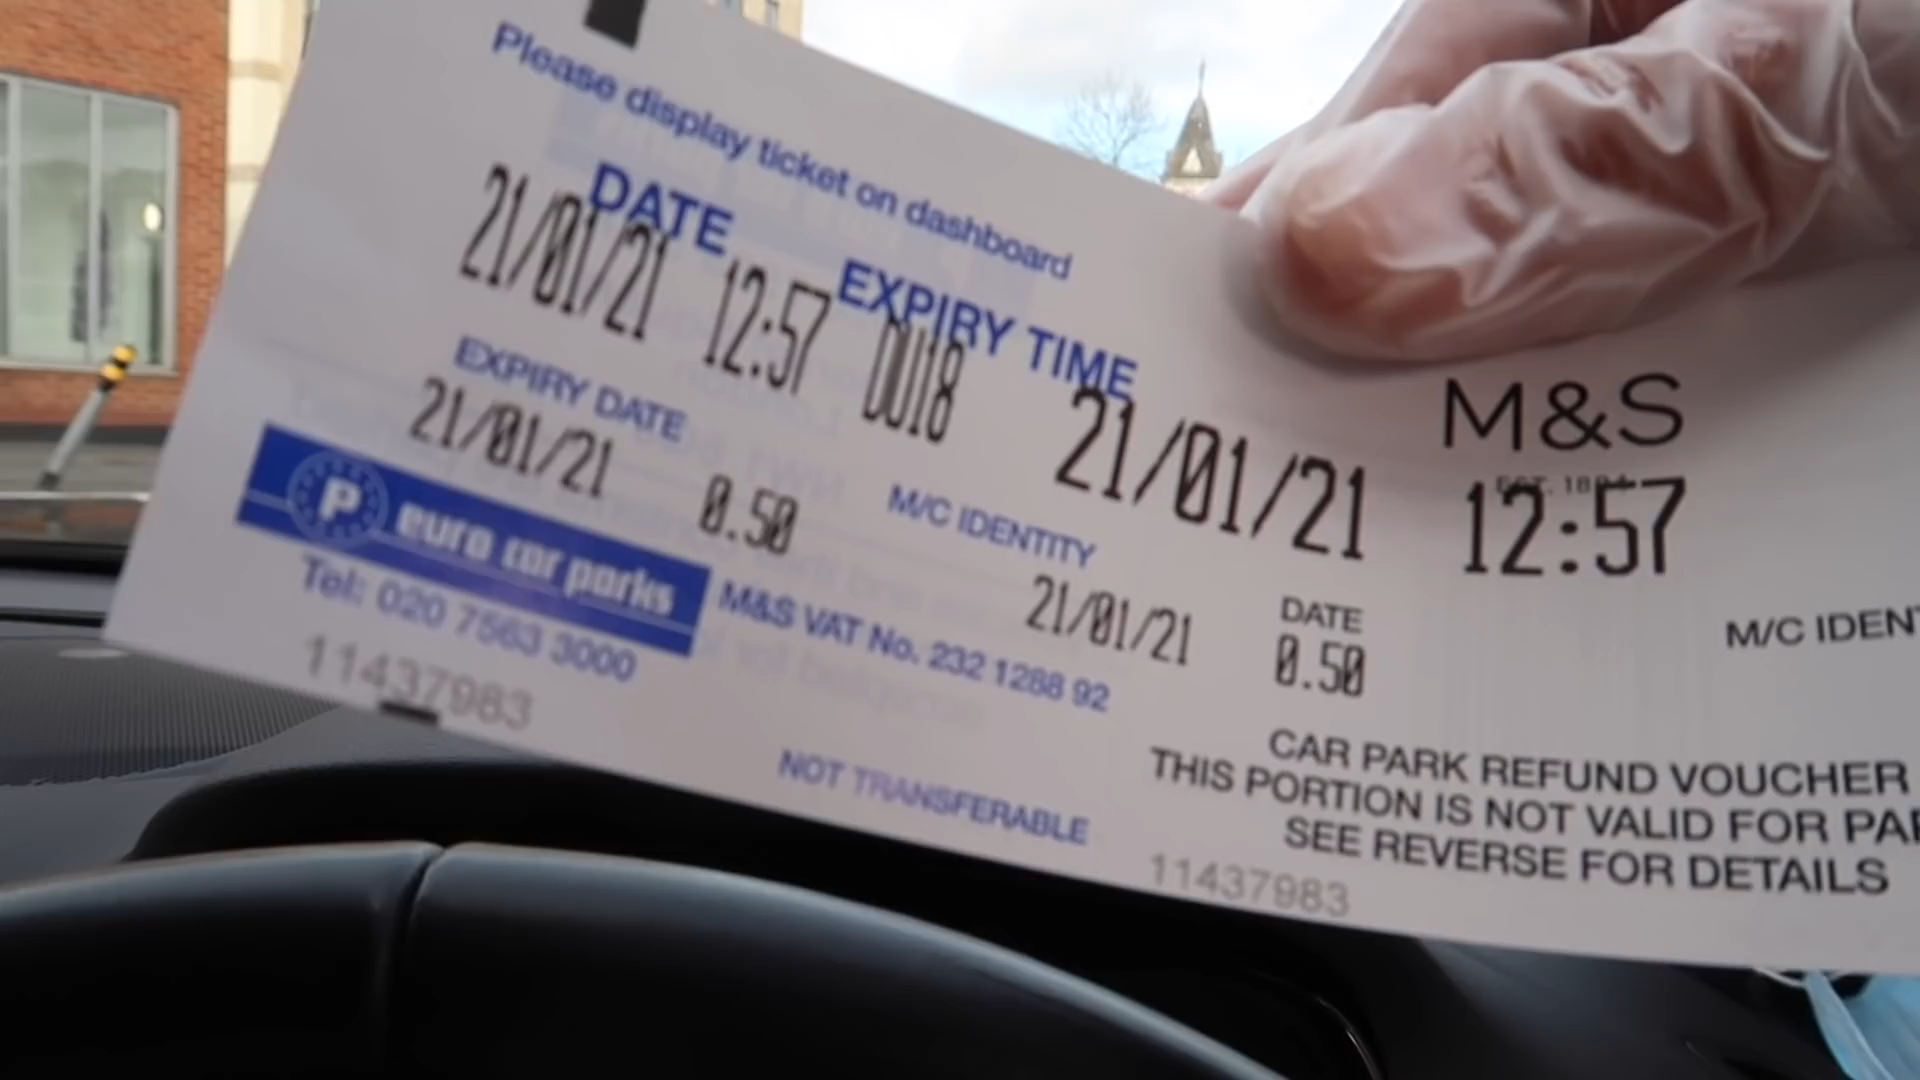 Please display ticket on dashboard
DATE
EXPIRY TIME
21/01/21 12:57 DU18
21/01/21 12:57
EXPIRY DATE
21/01/21 0.50
M/C IDENTITY
21/01/21
P euro car parks
Tel: 020 7563 3000
M&S VAT No. 232 1288 92
11437983
NOT TRANSFERABLE
M&S
DATE
0.50
M/C IDENT
CAR PARK REFUND VOUCHER
THIS PORTION IS NOT VALID FOR PAR
SEE REVERSE FOR DETAILS
11437983